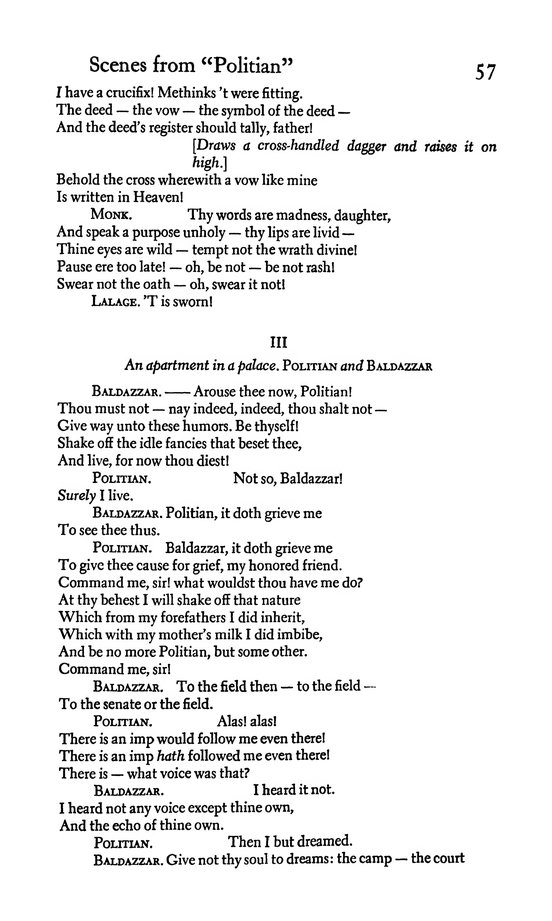 Scenes from “Politian”
57
I have a crucifix! Methinks 't were fitting.
The deed — the vow — the symbol of the deed —
And the deed's register should tally, father!
[Draws a cross-handled dagger and raises it on
high.]
Behold the cross wherewith a vow like mine
Is written in Heaven!
MONK. Thy words are madness, daughter,
And speak a purpose unholy — thy lips are livid —
Thine eyes are wild — tempt not the wrath divine!
Pause ere too late! — oh, be not — be not rash!
Swear not the oath — oh, swear it not!
LALAGE. 'T is sworn!
III
An apartment in a palace. POLITIAN and BALDAZZAR
BALDAZZAR. —— Arouse thee now, Politian!
Thou must not — nay indeed, indeed, thou shalt not —
Give way unto these humors. Be thyself!
Shake off the idle fancies that beset thee,
And live, for now thou diest!
POLITIAN. Not so, Baldazzar!
Surely I live.
BALDAZZAR. Politian, it doth grieve me
To see thee thus.
POLITIAN. Baldazzar, it doth grieve me
To give thee cause for grief, my honored friend.
Command me, sir! what wouldst thou have me do?
At thy behest I will shake off that nature
Which from my forefathers I did inherit,
Which with my mother's milk I did imbibe,
And be no more Politian, but some other.
Command me, sir!
BALDAZZAR. To the field then — to the field —
To the senate or the field.
POLITIAN. Alas! alas!
There is an imp would follow me even there!
There is an imp hath followed me even there!
There is — what voice was that?
BALDAZZAR. I heard it not.
I heard not any voice except thine own,
And the echo of thine own.
POLITIAN. Then I but dreamed.
BALDAZZAR. Give not thy soul to dreams: the camp — the court